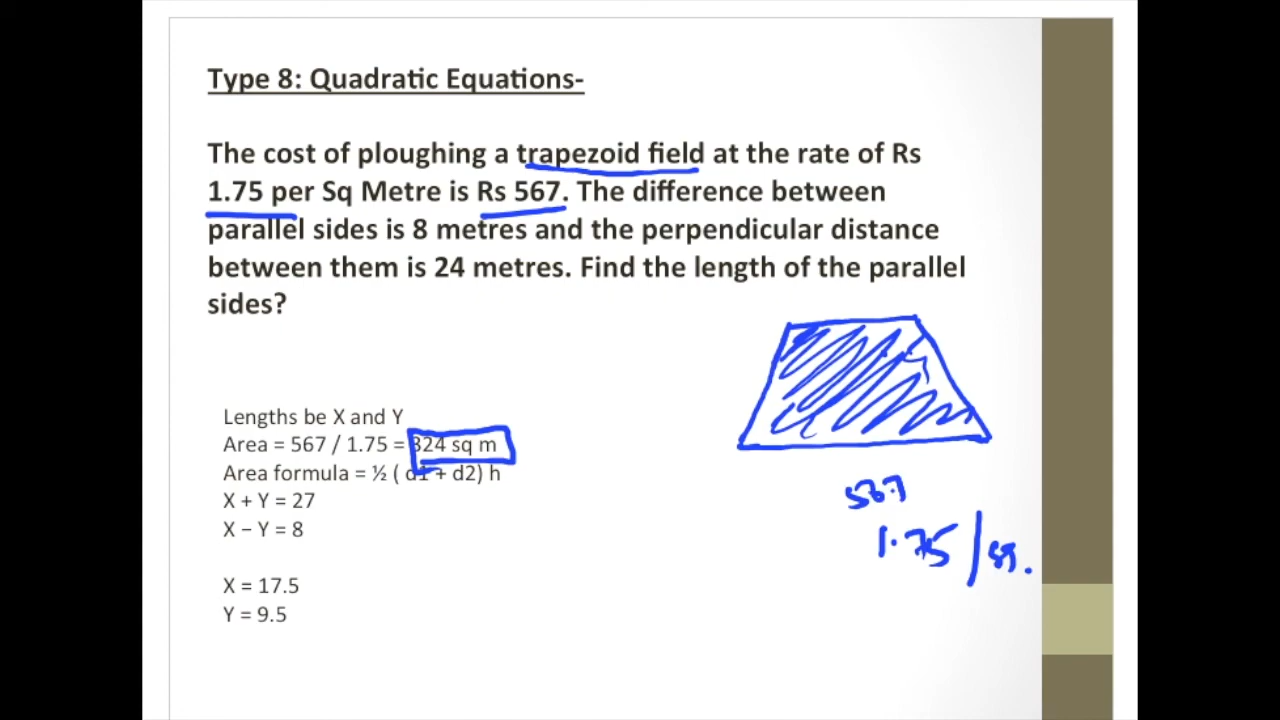 Type 8: Quadratic Equations-
The cost of ploughing a trapezoid field at the rate of Rs
1.75 per Sq Metre is Rs 567. The difference between
parallel sides is 8 metres and the perpendicular distance
between them is 24 metres. Find the length of the parallel
sides?
Lengths be X and Y
Area = 567 / 1.75 = 324 sq m
Area formula = ½ ( d1 + d2) h
X + Y = 27
X – Y = 8
X = 17.5
Y = 9.5
567
1.75 /